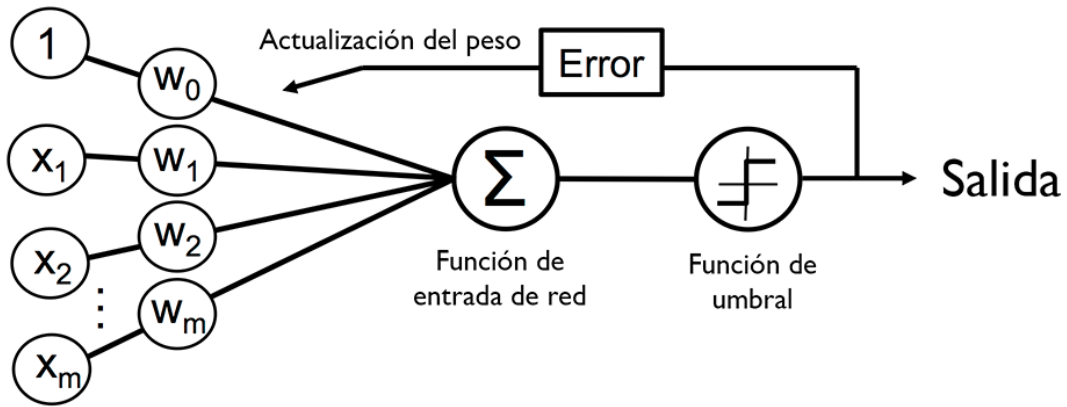 1
w₀
Actualización del peso
Error
x₁
w₁
Σ
Salida
x₂
w₂
Función de
entrada de red
Función de
umbral
⋮
wₘ
xₘ